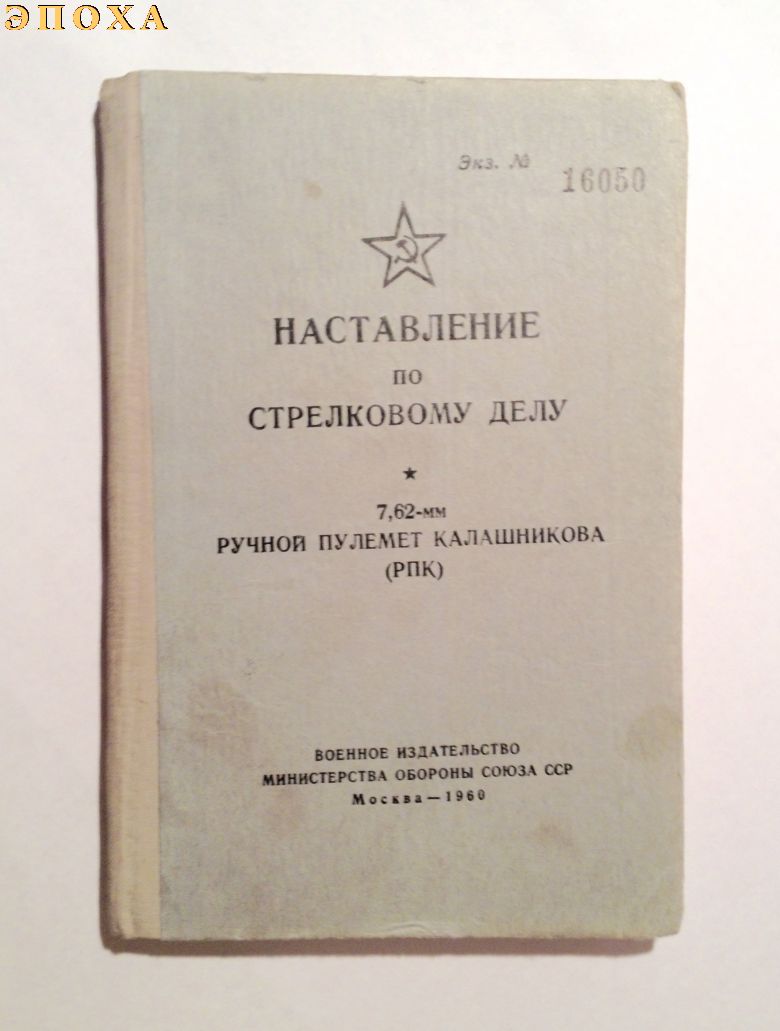 ЭПОХА
Экз. № 16050
НАСТАВЛЕНИЕ
ПО
СТРЕЛКОВОМУ ДЕЛУ
7,62-мм
РУЧНОЙ ПУЛЕМЕТ КАЛАШНИКОВА
(РПК)
ВОЕННОЕ ИЗДАТЕЛЬСТВО
МИНИСТЕРСТВА ОБОРОНЫ СОЮЗА ССР
Москва — 1960